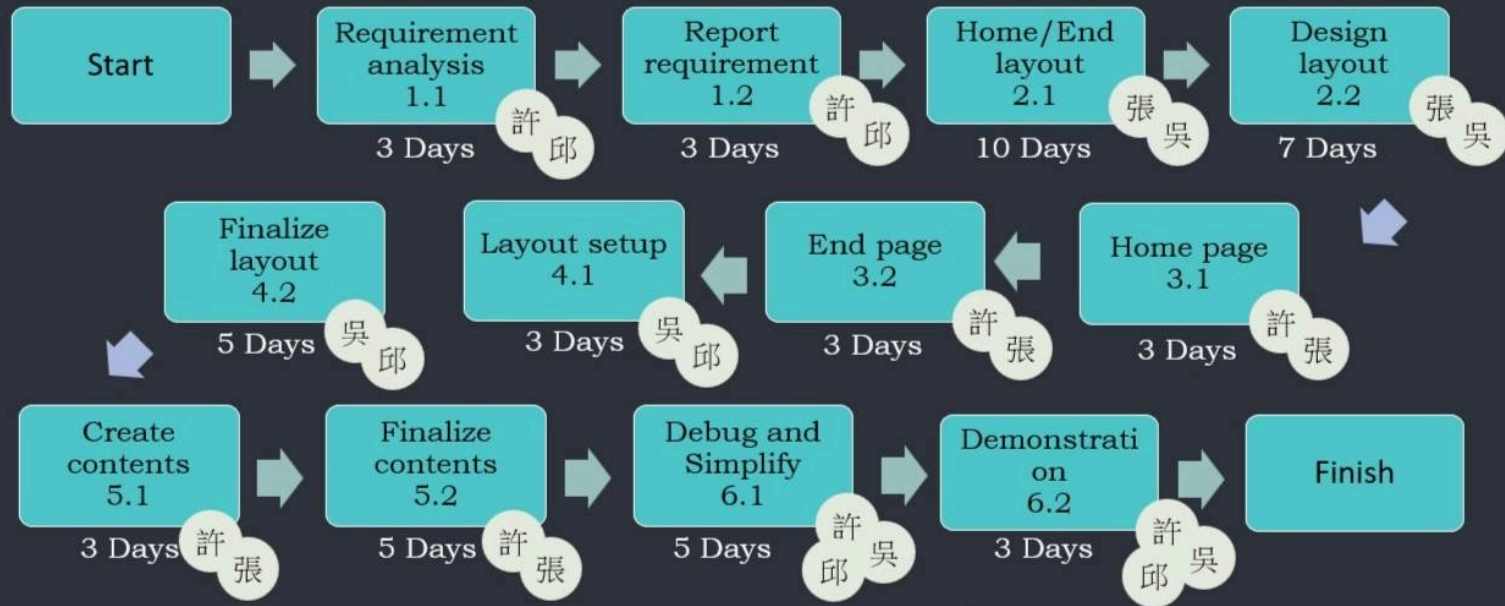 Start
Requirement
analysis
1.1
許
邱
3 Days
Report
requirement
1.2
許
邱
3 Days
Home/End
layout
2.1
張
吳
10 Days
Design
layout
2.2
張
吳
7 Days
Home page
3.1
許
張
3 Days
End page
3.2
許
張
3 Days
Layout setup
4.1
吳
邱
3 Days
Finalize
layout
4.2
吳
邱
5 Days
Create
contents
5.1
許
張
3 Days
Finalize
contents
5.2
許
張
5 Days
Debug and
Simplify
6.1
許
吳
邱
5 Days
Demonstrati
on
6.2
許
吳
邱
3 Days
Finish